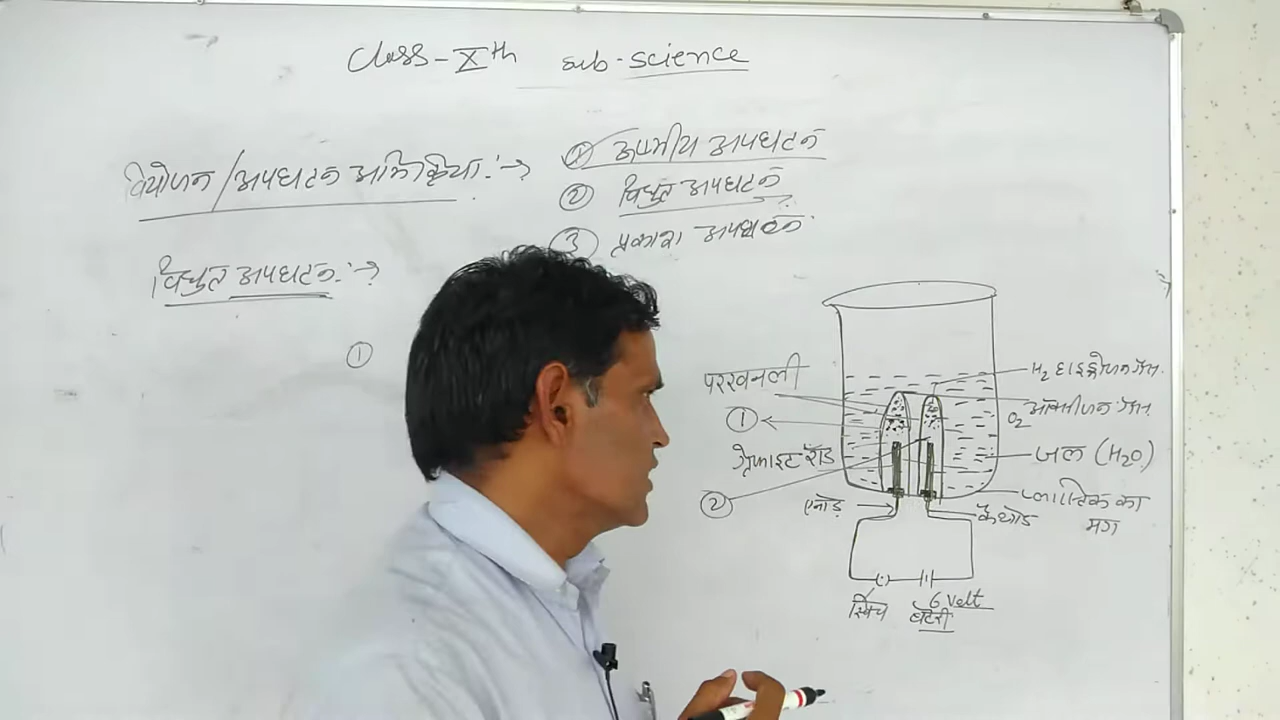 Class-Xth sub-science
वियोजन/अपघटन अभिक्रिया:→ ① उष्मीय अपघटन
② विधुत अपघटन
③ प्रकाश अपघटन
विधुत अपघटन:→
①
परखनली
①
ग्रेफाइट रॉड
②
एनोड
H2 हाइड्रोजन गैस.
O2 ऑक्सीजन गैस.
जल (H2O)
प्लास्टिक का
मग
कैथोड
स्विच
6 Volt
बैटरी